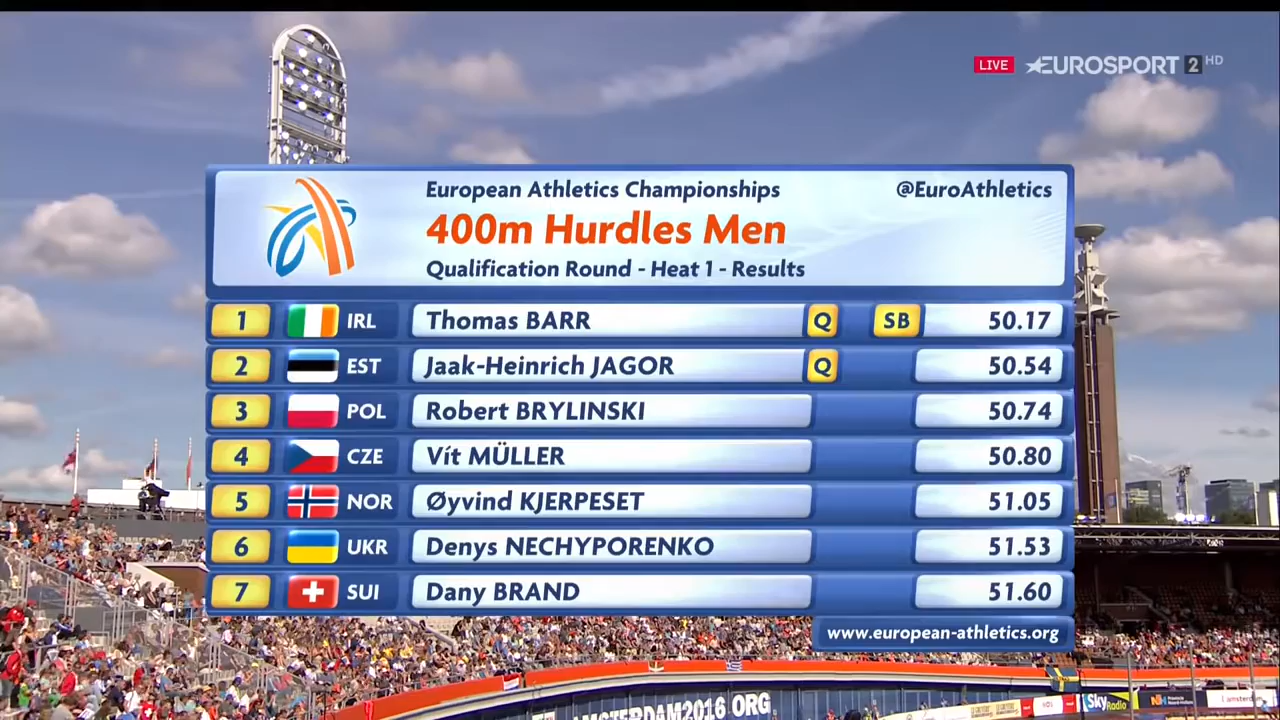 LIVE EUROSPORT 2 HD
European Athletics Championships @EuroAthletics
400m Hurdles Men
Qualification Round - Heat 1 - Results
1 IRL Thomas BARR Q SB 50.17
2 EST Jaak-Heinrich JAGOR Q 50.54
3 POL Robert BRYLINSKI 50.74
4 CZE Vít MÜLLER 50.80
5 NOR Øyvind KJERPESET 51.05
6 UKR Denys NECHYPORENKO 51.53
7 SUI Dany BRAND 51.60
www.european-athletics.org
AMSTERDAM2016.ORG
SkyRadio